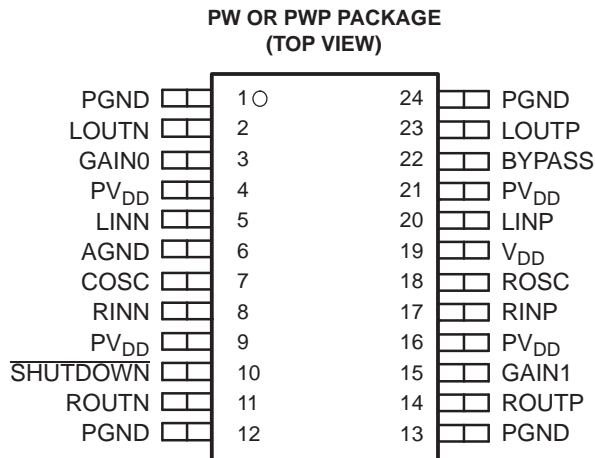 PW OR PWP PACKAGE
(TOP VIEW)
PGND 1 24 PGND
LOUTN 2 23 LOUTP
GAIN0 3 22 BYPASS
PVDD 4 21 PVDD
LINN 5 20 LINP
AGND 6 19 VDD
COSC 7 18 ROSC
RINN 8 17 RINP
PVDD 9 16 PVDD
SHUTDOWN 10 15 GAIN1
ROUTN 11 14 ROUTP
PGND 12 13 PGND